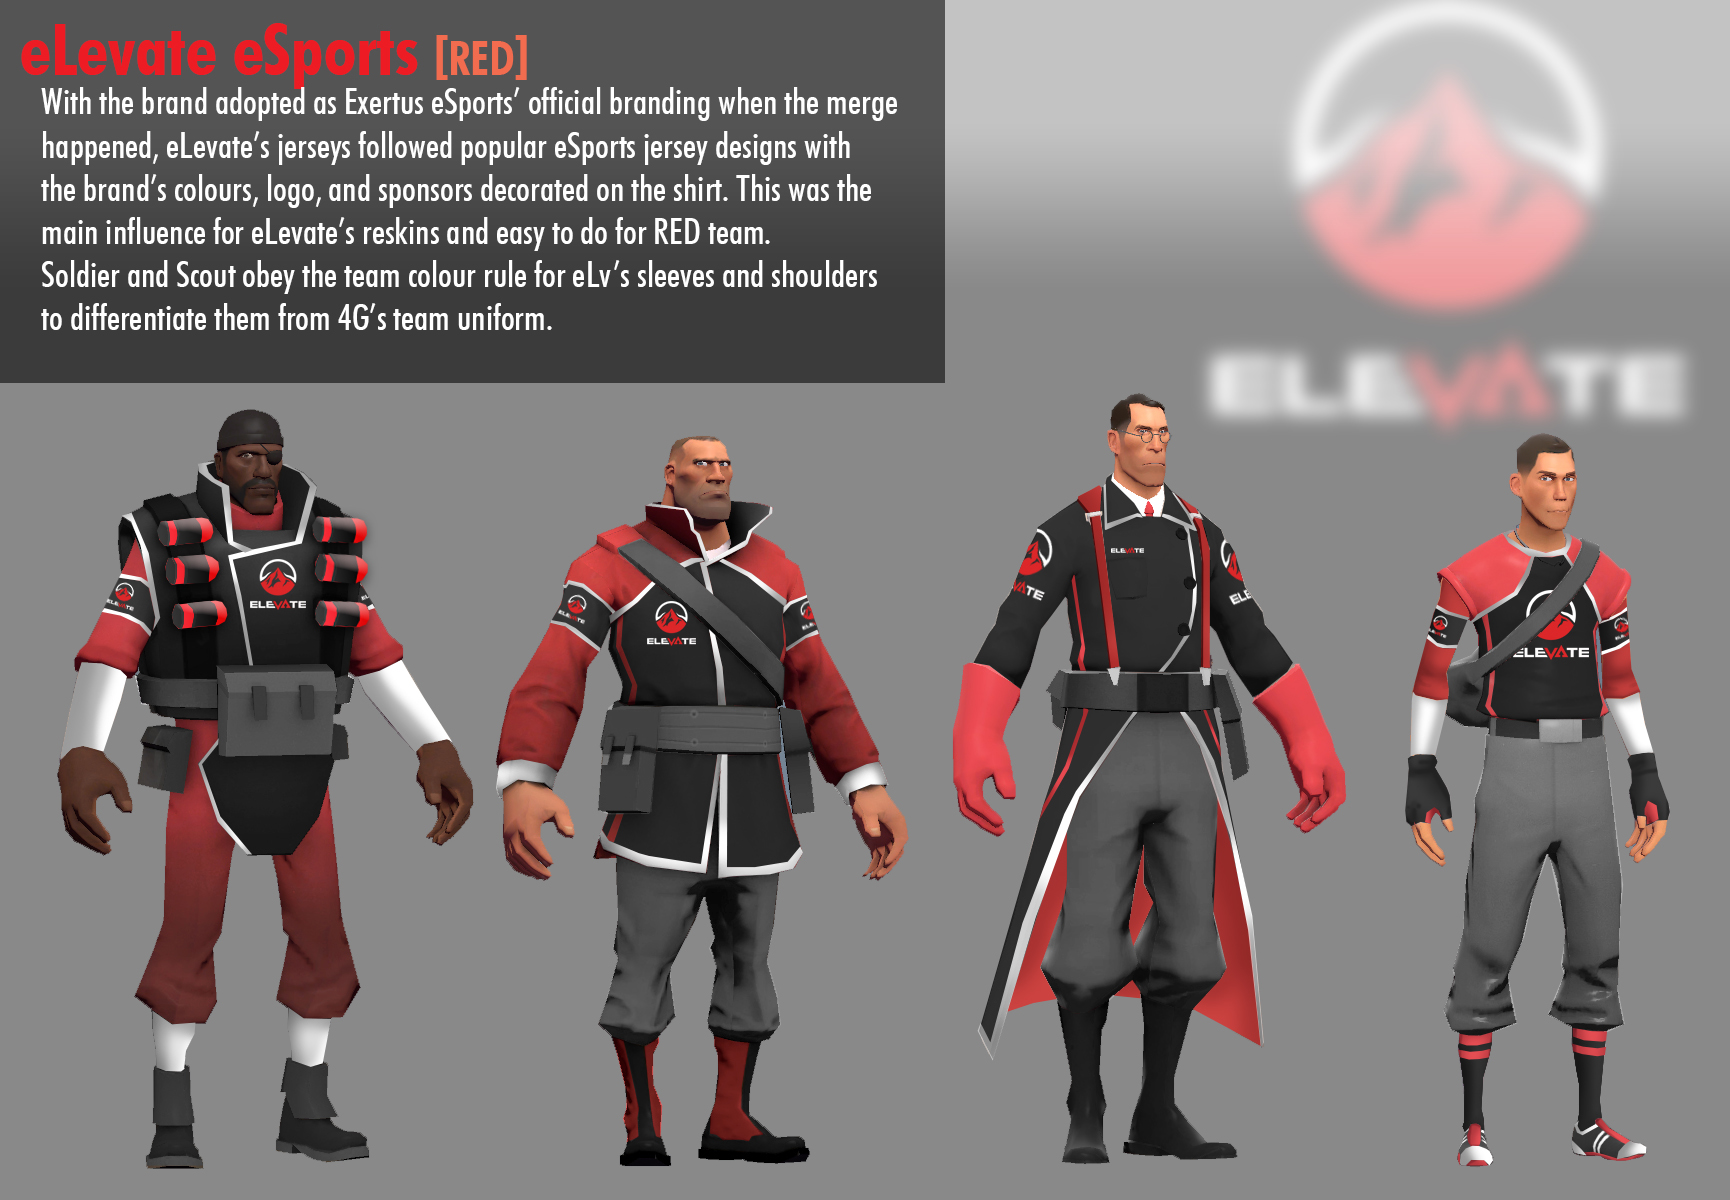 eLevate eSports [RED]
With the brand adopted as Exertus eSports' official branding when the merge
happened, eLevate's jerseys followed popular eSports jersey designs with
the brand's colours, logo, and sponsors decorated on the shirt. This was the
main influence for eLevate's reskins and easy to do for RED team.
Soldier and Scout obey the team colour rule for eLv's sleeves and shoulders
to differentiate them from 4G's team uniform.
ELEVATE
ELEVATE
ELEVATE
ELEVATE
ELEVATE
ELEVATE
ELEVATE
ELEVATE